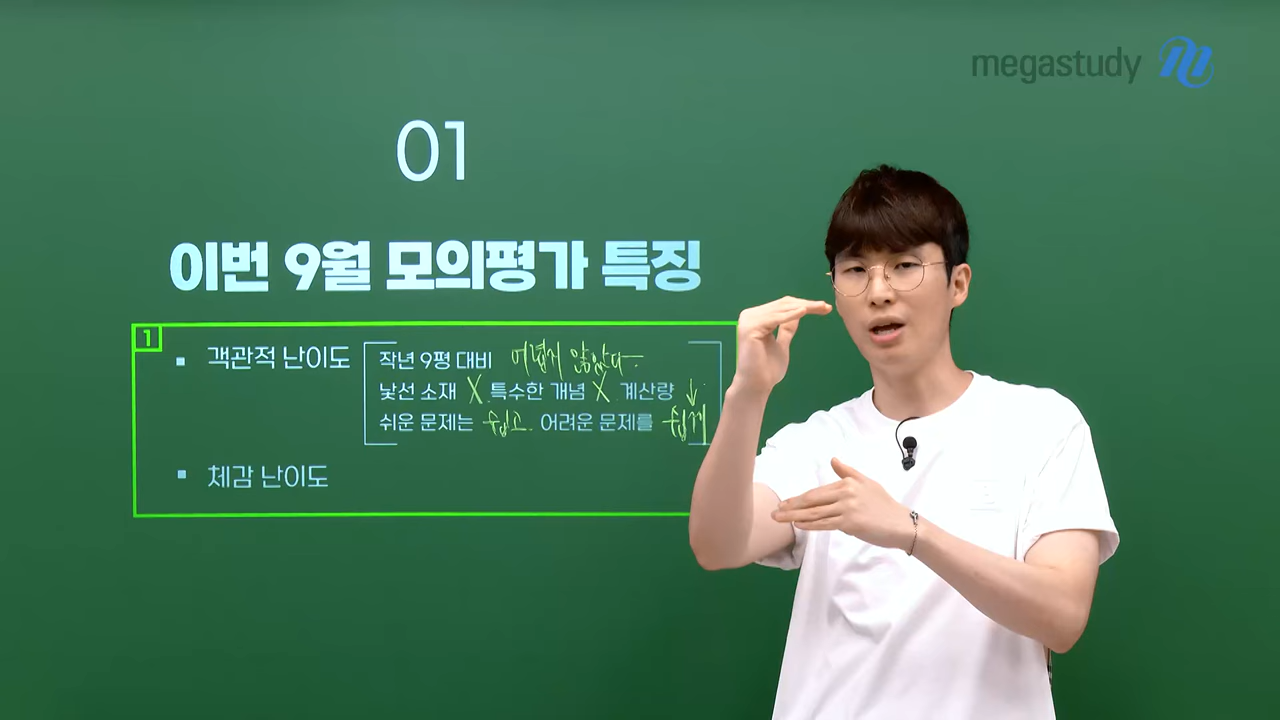 megastudy
01
이번 9월 모의평가 특징
1
▪ 객관적 난이도
작년 9평 대비 어렵지 않았다
낯선 소재 X 특수한 개념 X 계산량 ↓
쉬운 문제는 쉽고 어려운 문제를 쉽게
▪ 체감 난이도